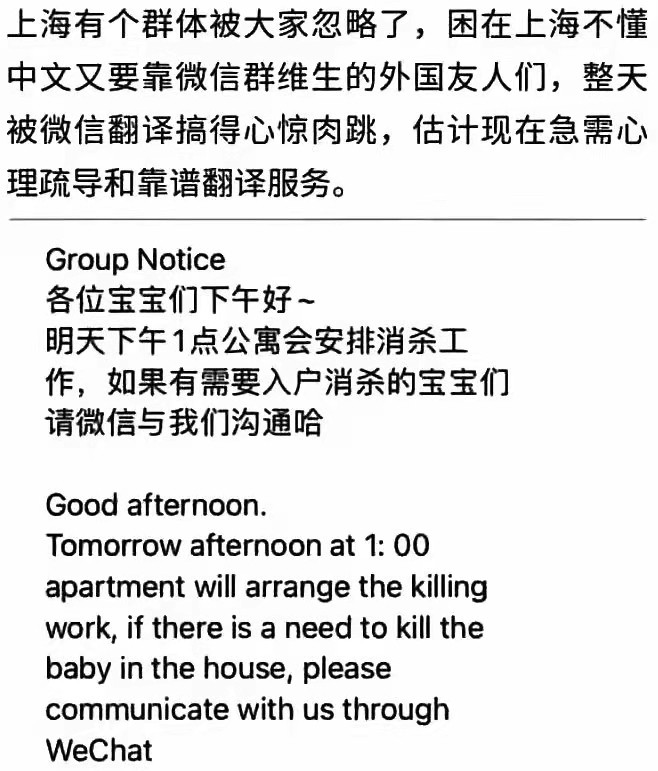 上海有个群体被大家忽略了，困在上海不懂
中文又要靠微信群维生的外国友人们，整天
被微信翻译搞得心惊肉跳，估计现在急需心
理疏导和靠谱翻译服务。
Group Notice
各位宝宝们下午好~
明天下午1点公寓会安排消杀工
作，如果有需要入户消杀的宝宝们
请微信与我们沟通哈
Good afternoon.
Tomorrow afternoon at 1: 00
apartment will arrange the killing
work, if there is a need to kill the
baby in the house, please
communicate with us through
WeChat